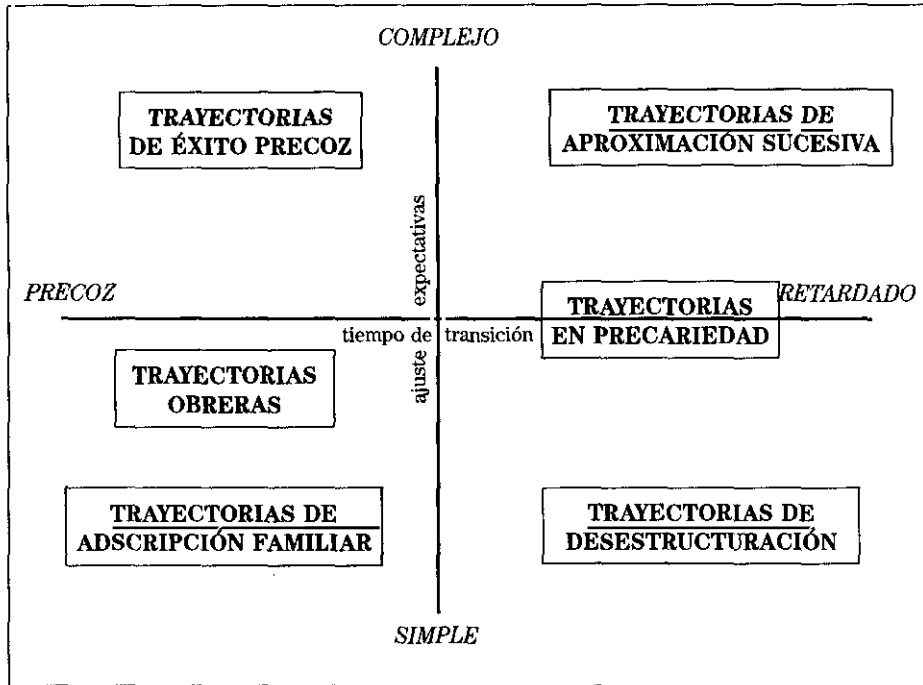 COMPLEJO
TRAYECTORIAS
DE ÉXITO PRECOZ
TRAYECTORIAS DE
APROXIMACIÓN SUCESIVA
expectativas
PRECOZ
RETARDADO
TRAYECTORIAS
EN PRECARIEDAD
tiempo de transición
ajuste
TRAYECTORIAS
OBRERAS
TRAYECTORIAS DE
ADSCRIPCIÓN FAMILIAR
TRAYECTORIAS DE
DESESTRUCTURACIÓN
SIMPLE